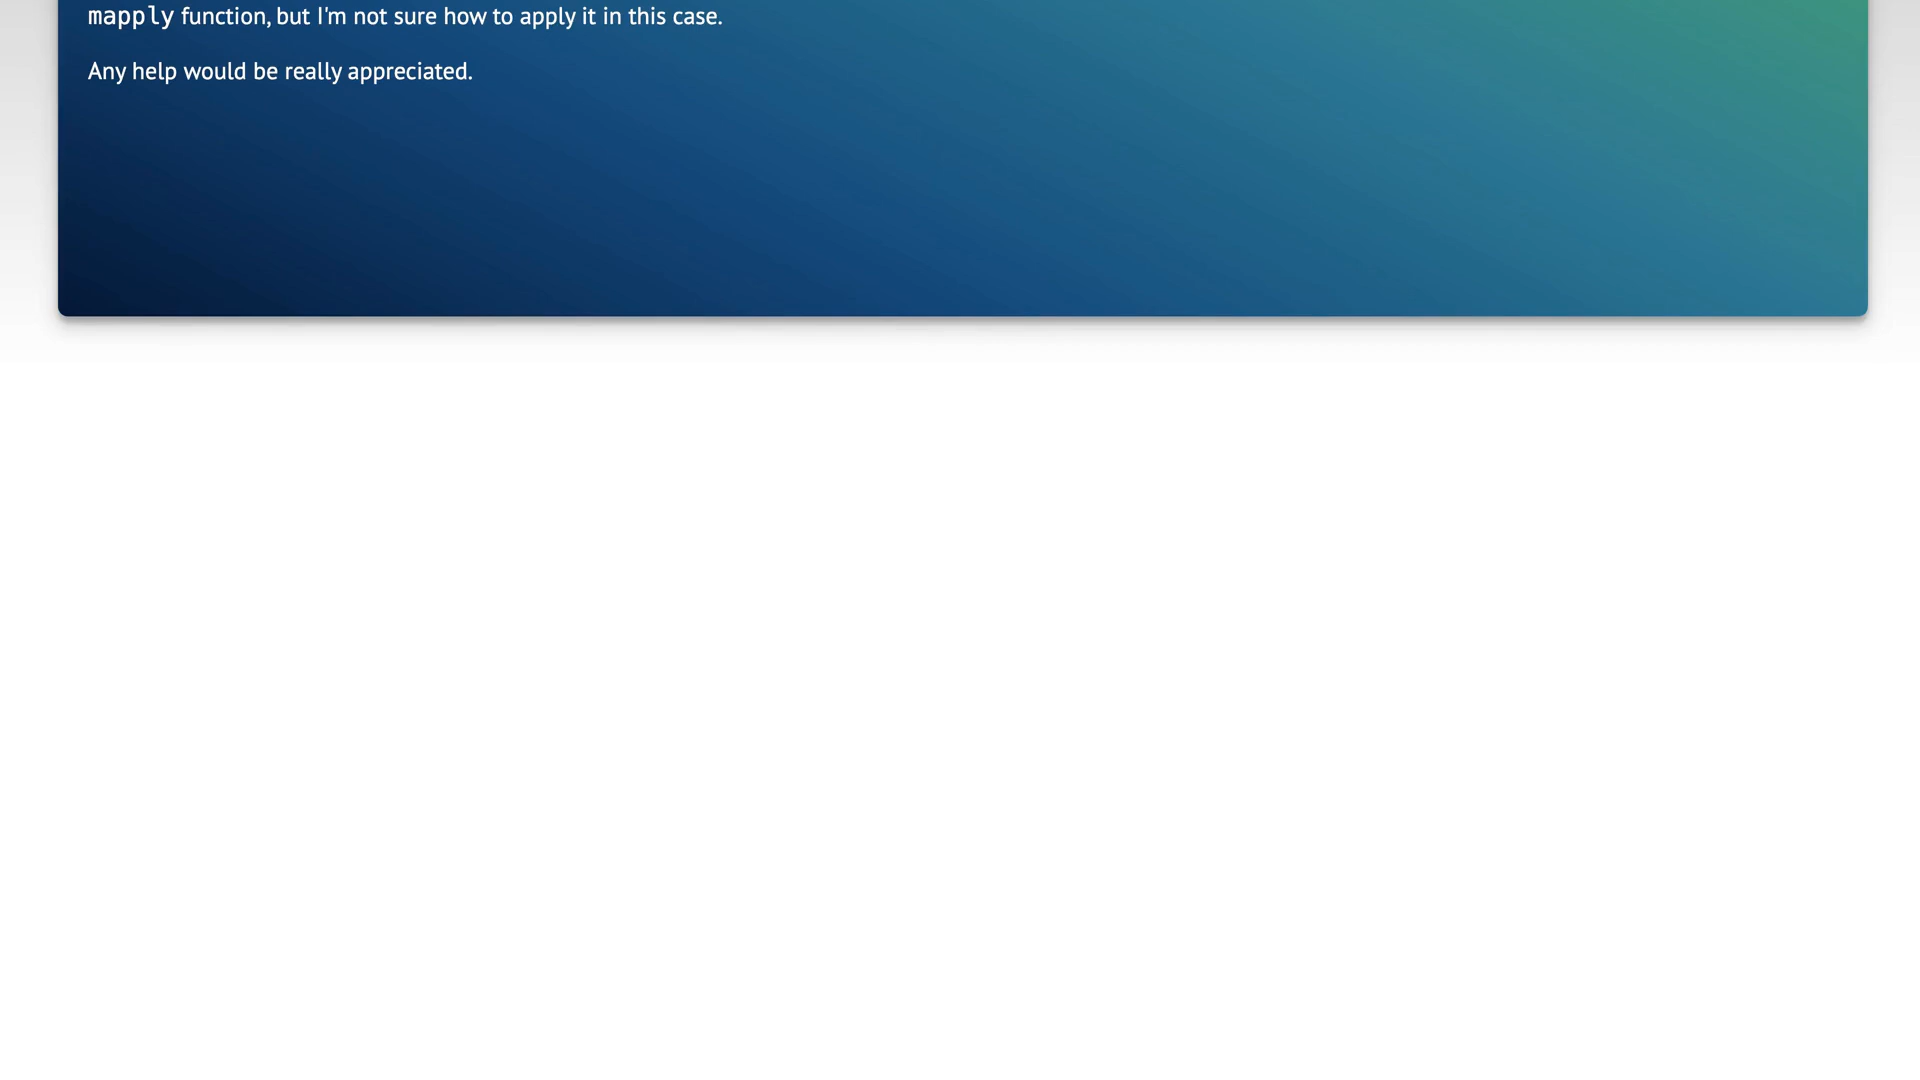 mapply function, but I'm not sure how to apply it in this case.
Any help would be really appreciated.